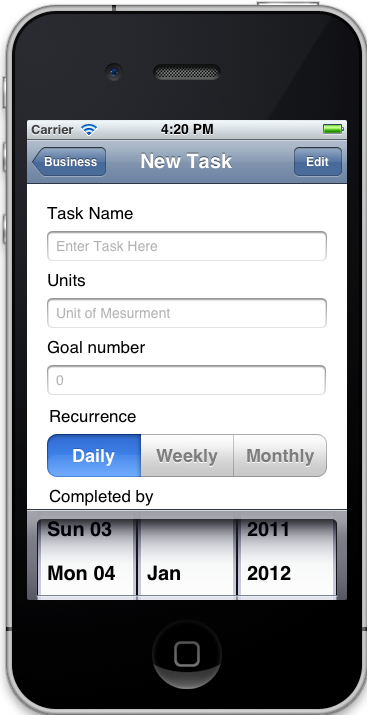 Carrier 4:20 PM
Business New Task Edit
Task Name
Enter Task Here
Units
Unit of Mesurment
Goal number
0
Recurrence
Daily Weekly Monthly
Completed by
Sun 03 2011
Mon 04 Jan 2012